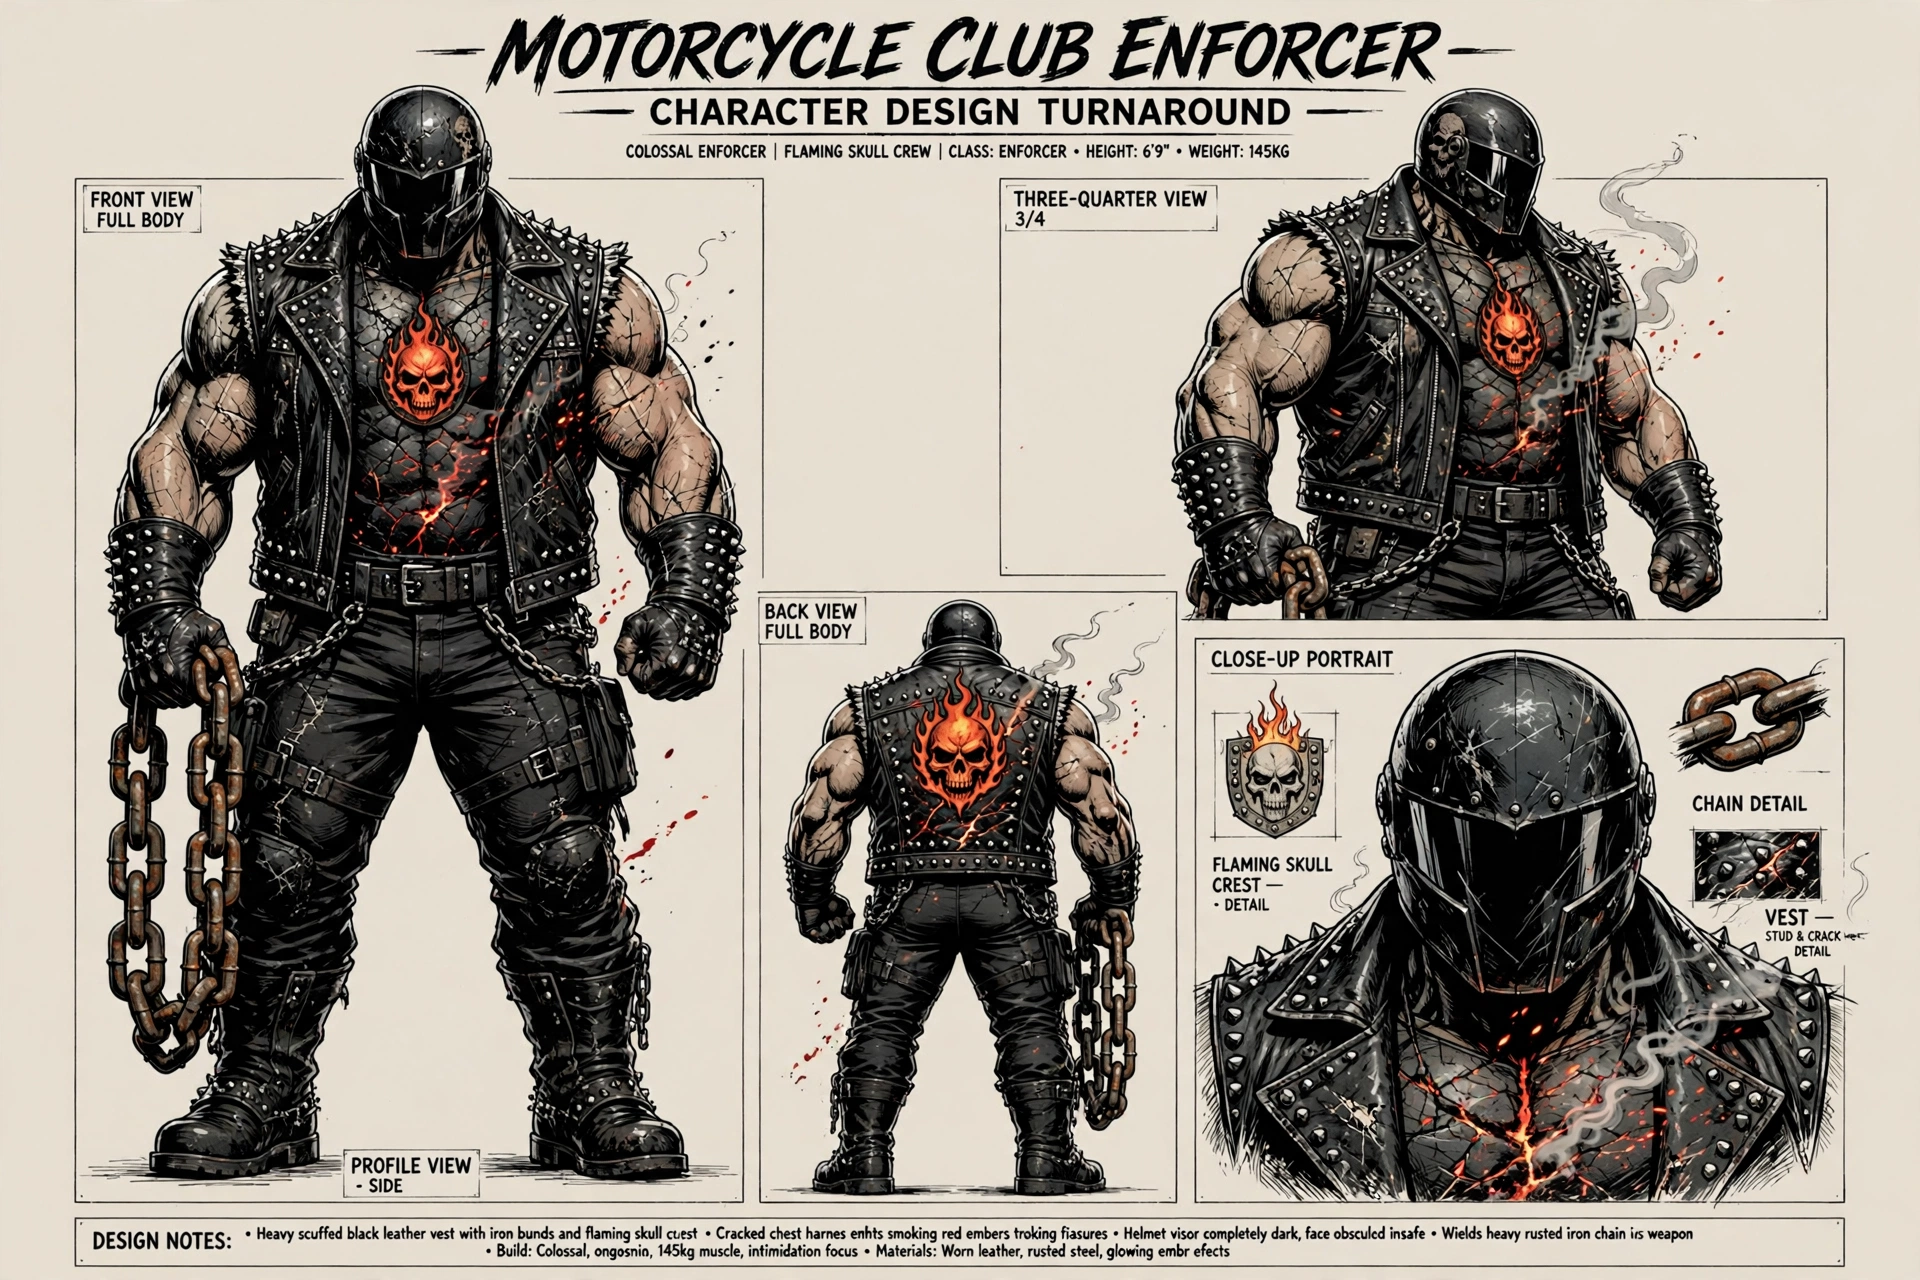 MOTORCYCLE CLUB ENFORCER
CHARACTER DESIGN TURNAROUND
COLOSSAL ENFORCER | FLAMING SKULL CREW | CLASS: ENFORCER • HEIGHT: 6'9" • WEIGHT: 145KG
FRONT VIEW
FULL BODY
THREE-QUARTER VIEW
3/4
BACK VIEW
FULL BODY
CLOSE-UP PORTRAIT
CHAIN DETAIL
FLAMING SKULL
CREST —
• DETAIL
VEST —
STUD & CRACK
DETAIL
PROFILE VIEW
- SIDE
DESIGN NOTES:
• Heavy scuffed black leather vest with iron bunds and flaming skull cuest • Cracked chest harnes enhts smoking red embers troking fiasures • Helmet visor completely dark, face obsculcd insafe • Wields heavy rusted iron chain irs weapon
• Build: Colossal, ongosnin, 145kg muscle, intimidation focus • Materials: Worn leather, rusted steel, glowing embr efects